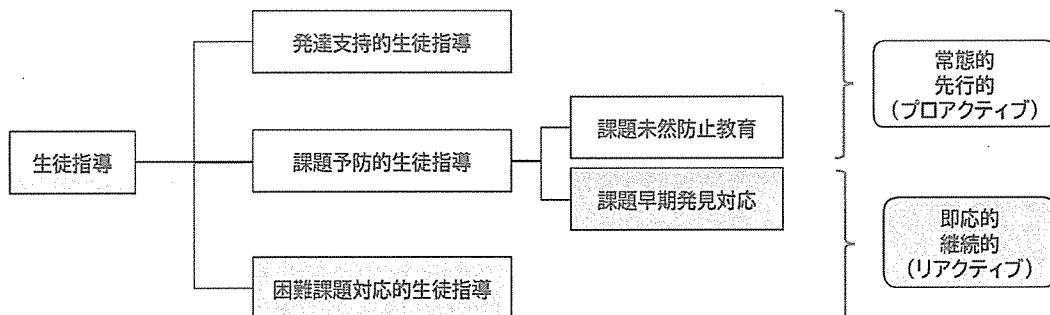 発達支持的生徒指導
常態的
先行的
(プロアクティブ)
課題未然防止教育
生徒指導
課題予防的生徒指導
課題早期発見対応
即応的
継続的
(リアクティブ)
困難課題対応的生徒指導